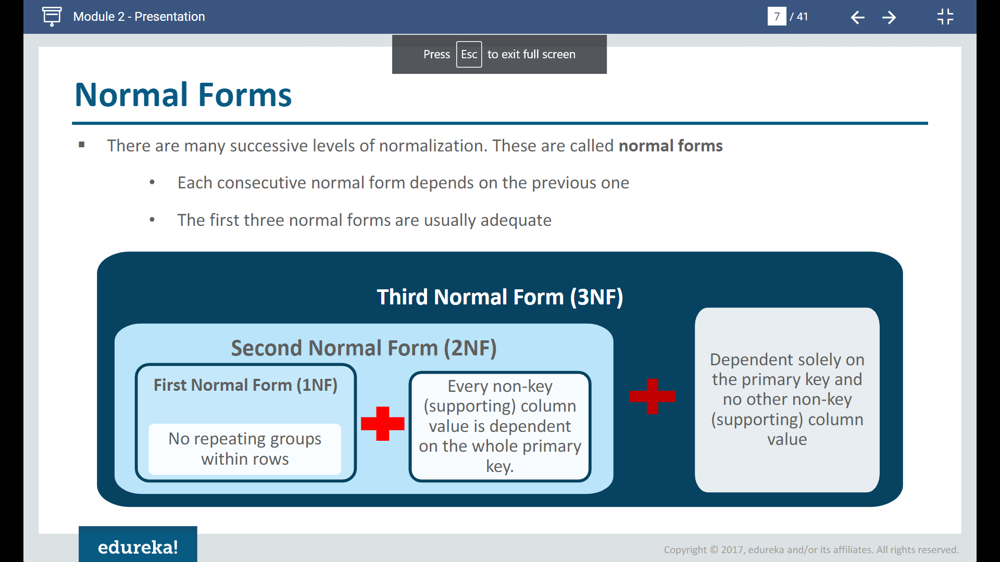 Module 2 - Presentation
7 / 41
Press Esc to exit full screen
Normal Forms
▪ There are many successive levels of normalization. These are called normal forms
• Each consecutive normal form depends on the previous one
• The first three normal forms are usually adequate
Third Normal Form (3NF)
Second Normal Form (2NF)
First Normal Form (1NF)
No repeating groups
within rows
Every non-key
(supporting) column
value is dependent
on the whole primary
key.
Dependent solely on
the primary key and
no other non-key
(supporting) column
value
edureka!
Copyright © 2017, edureka and/or its affiliates. All rights reserved.